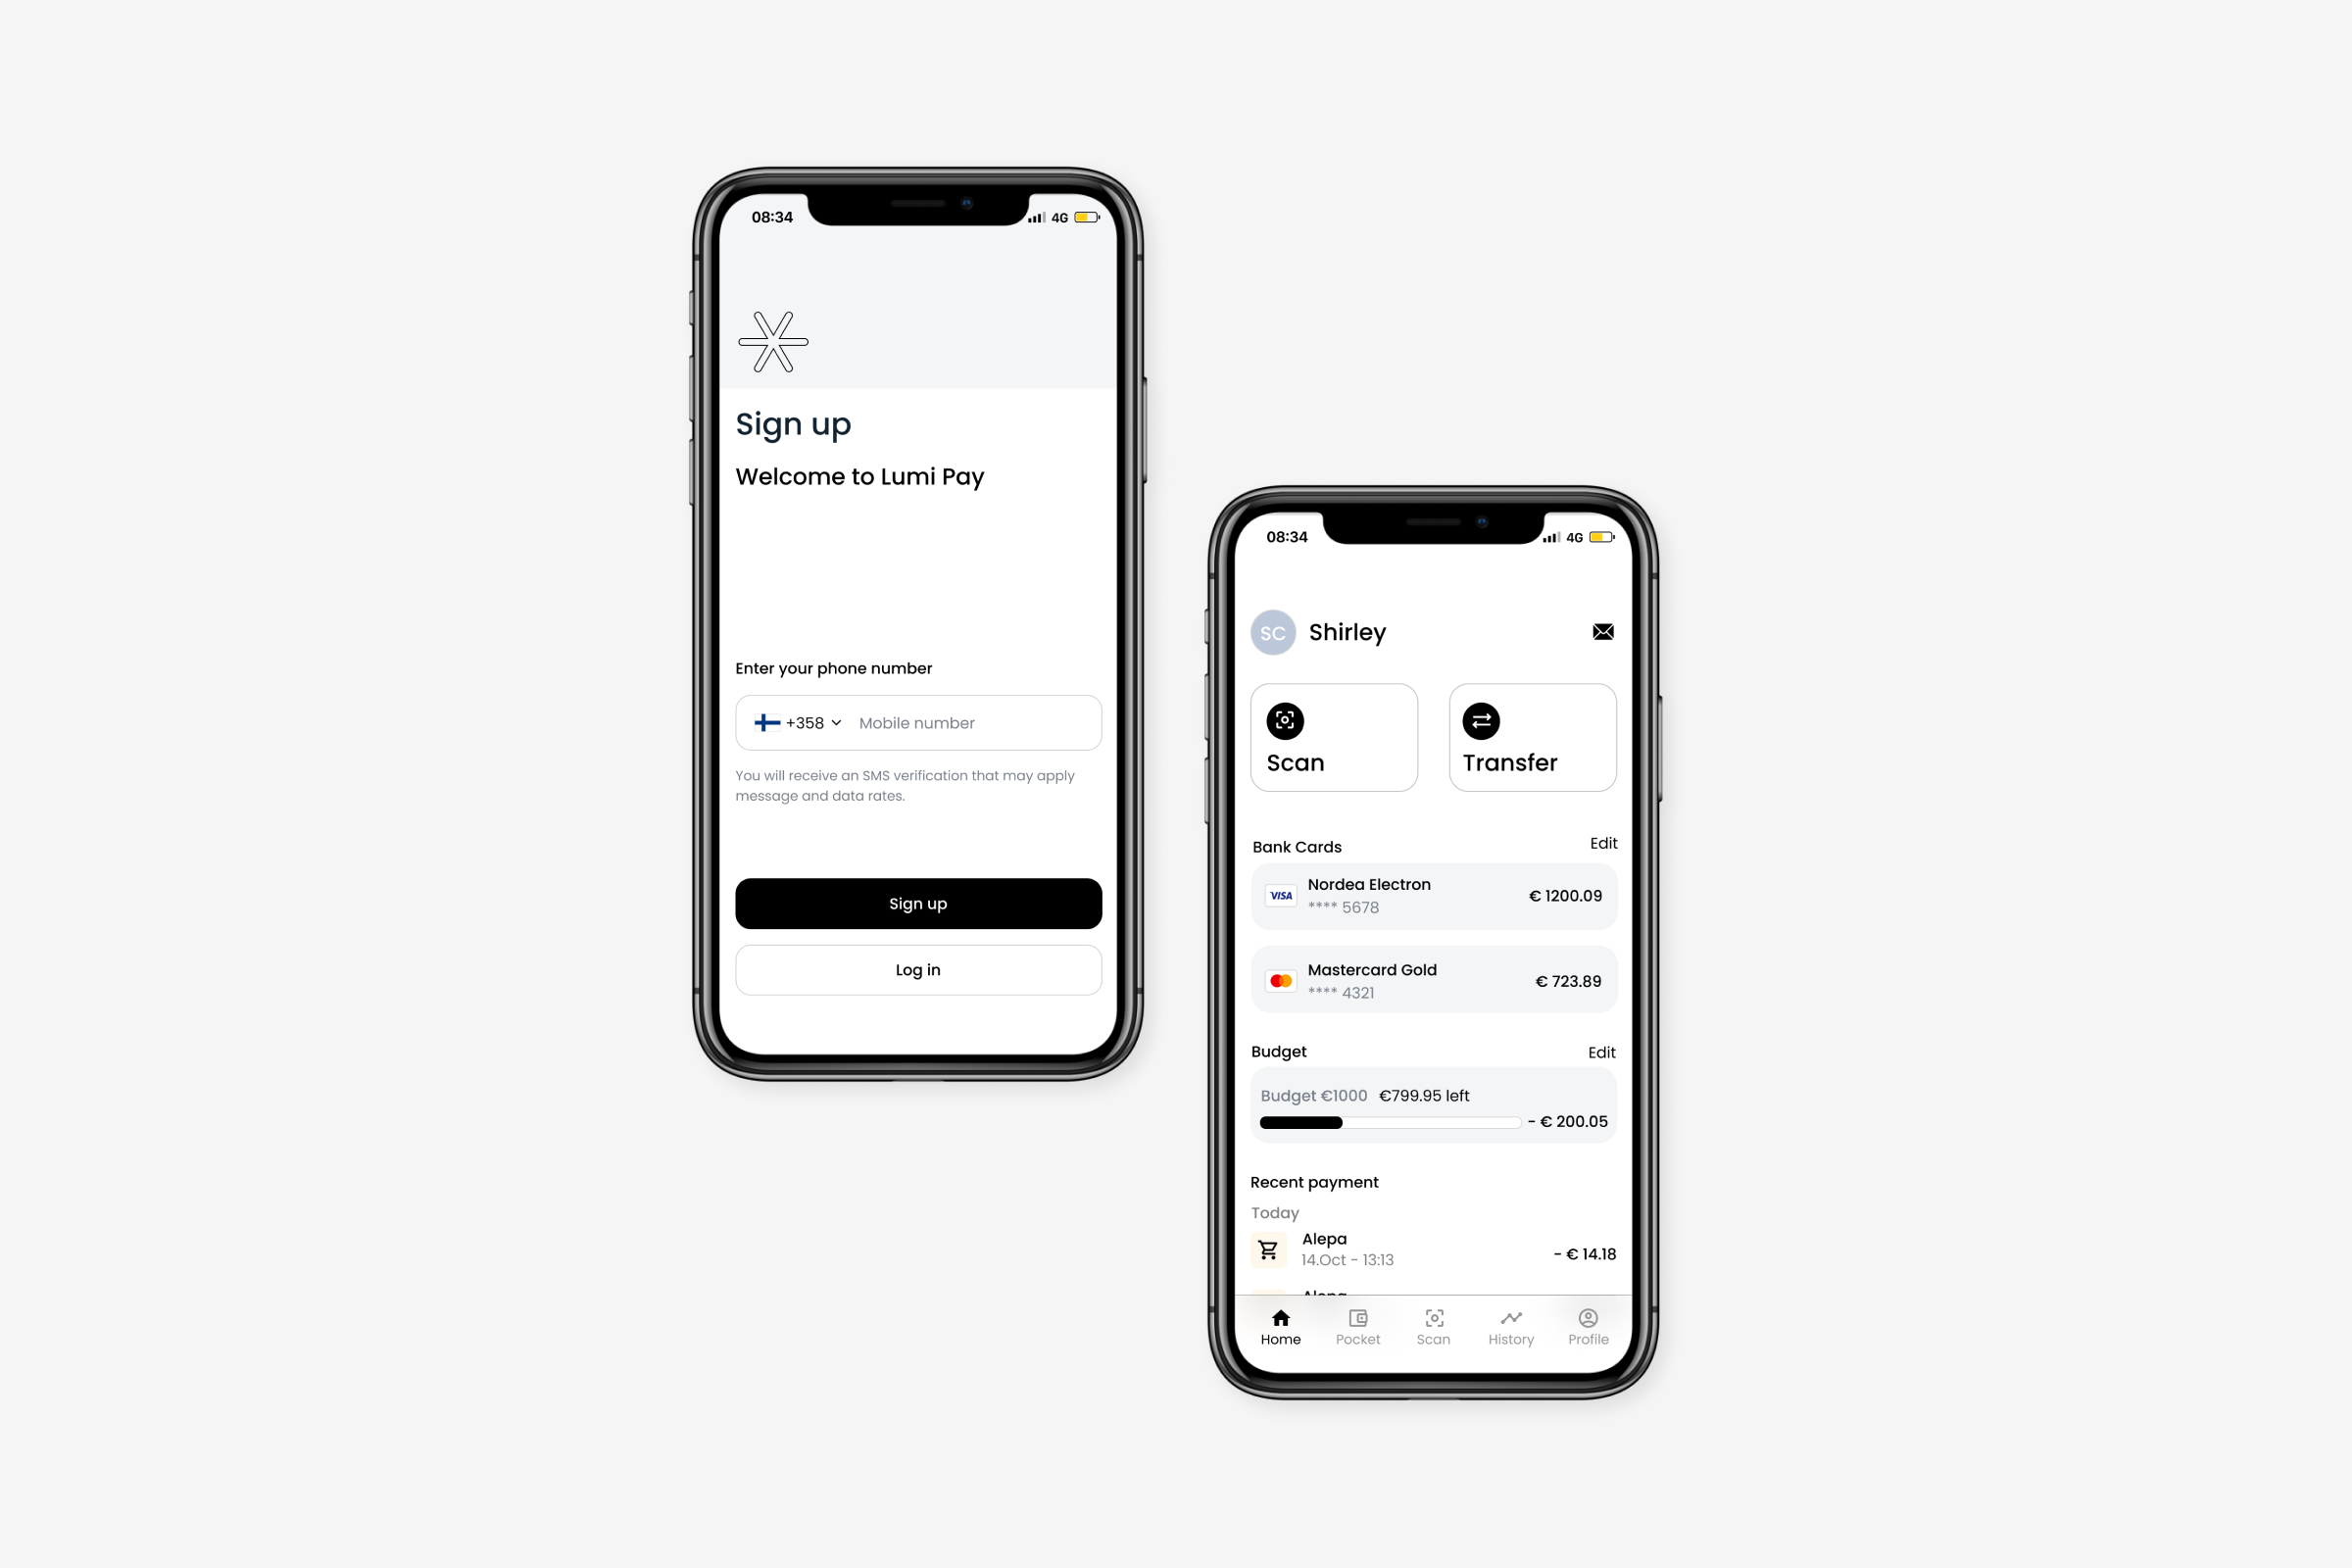 08:34
4G
Sign up
Welcome to Lumi Pay
Enter your phone number
+358 Mobile number
You will receive an SMS verification that may apply
message and data rates.
Sign up
Log in
08:34
4G
SC Shirley
Scan
Transfer
Bank Cards
Edit
VISA
Nordea Electron
**** 5678
€ 1200.09
Mastercard Gold
**** 4321
€ 723.89
Budget
Edit
Budget €1000 €799.95 left
- € 200.05
Recent payment
Today
Alepa
14.Oct - 13:13
- € 14.18
Alepa
Home
Pocket
Scan
History
Profile